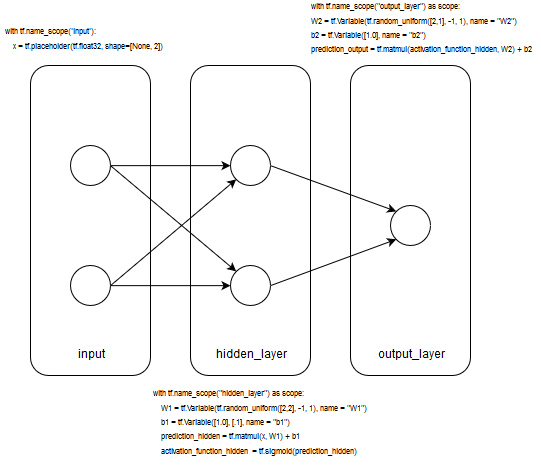 with tf.name_scope("input"):
x = tf.placeholder(tf.float32, shape=[None, 2])
with tf.name_scope("output_layer") as scope:
W2 = tf.Variable(tf.random_uniform([2,1], -1, 1), name = "W2")
b2 = tf.Variable([1.0], name = "b2")
prediction_output = tf.matmul(activation_function_hidden, W2) + b2
input
hidden_layer
output_layer
with tf.name_scope("hidden_layer") as scope:
W1 = tf.Variable(tf.random_uniform([2,2], -1, 1), name = "W1")
b1 = tf.Variable([1.0], [.1], name = "b1")
prediction_hidden = tf.matmul(x, W1) + b1
activation_function_hidden = tf.sigmoid(prediction_hidden)